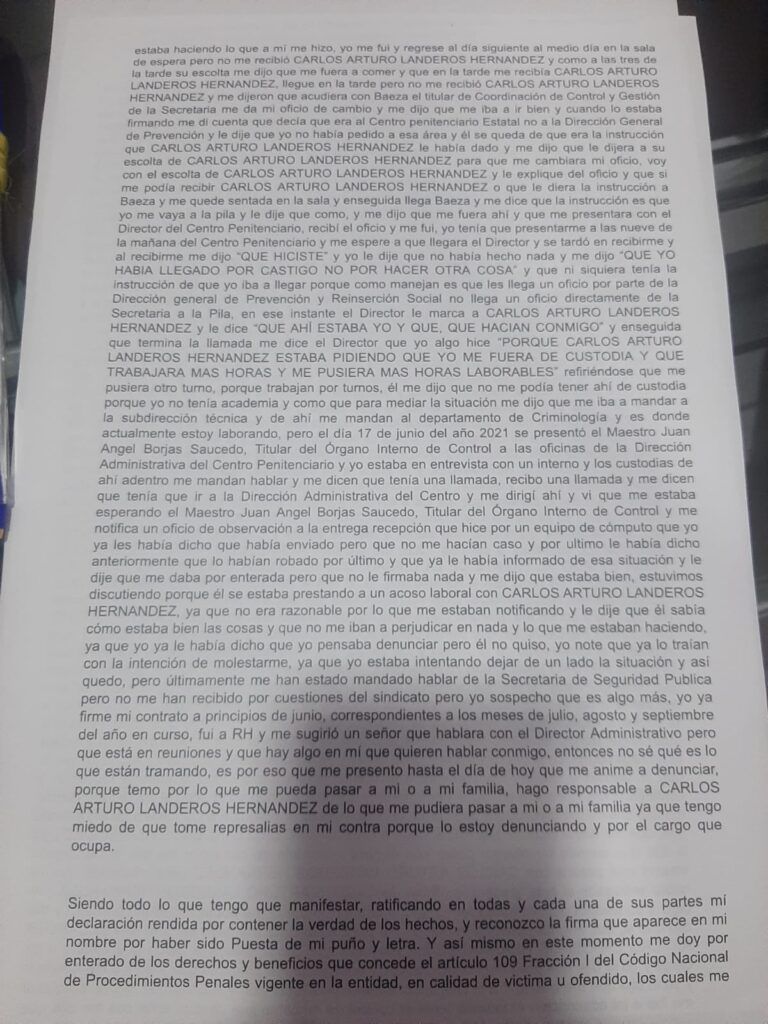 estaba haciendo lo que a mi me hizo, yo me fui y regrese al día siguiente al medio día en la sala
de espera pero no me recibió CARLOS ARTURO LANDEROS HERNANDEZ y como a las tres de
la tarde su escolta me dijo que me fuera a comer y que en la tarde me recibía CARLOS ARTURO
LANDEROS HERNANDEZ, llegue en la tarde pero no me recibió CARLOS ARTURO LANDEROS
HERNANDEZ y me dijeron que acudiera con Baeza el titular de Coordinación de Control y Gestión
de la Secretaria me da mi oficio de cambio y me dijo que me iba a ir bien y cuando lo estaba
firmando me di cuenta que decía que era al Centro penitenciario Estatal no a la Dirección General
de Prevención y le dije que yo no había pedido a esa área y él se queda de que era la instrucción
que CARLOS ARTURO LANDEROS HERNANDEZ le había dado y me dijo que le dijera a su
escolta de CARLOS ARTURO LANDEROS HERNANDEZ para que me cambiara mi oficio, voy
con el escolta de CARLOS ARTURO LANDEROS HERNANDEZ y le explique del oficio y que si
me podía recibir CARLOS ARTURO LANDEROS HERNANDEZ o que le diera la instrucción a
Baeza y me quede sentada en la sala y enseguida llega Baeza y me dice que la instrucción es que
yo me vaya a la pila y le dije que como, y me dijo que me fuera ahí y que me presentara con el
Director del Centro Penitenciario, recibí el oficio y me fui, yo tenía que presentarme a las nueve de
la mañana del Centro Penitenciario y me espere a que llegara el Director y se tardó en recibirme y
al recibirme me dijo "QUE HICISTE" y yo le dije que no había hecho nada y me dijo "QUE YO
HABIA LLEGADO POR CASTIGO NO POR HACER OTRA COSA" y que ni siquiera tenía la
instrucción de que yo iba a llegar porque como manejan es que les llega un oficio por parte de la
Dirección general de Prevención y Reinserción Social no llega un oficio directamente de la
Secretaria a la Pila, en ese instante el Director le marca a CARLOS ARTURO LANDEROS
HERNANDEZ y le dice "QUE AHÍ ESTABA YO Y QUE, QUE HACIAN CONMIGO" y enseguida
que termina la llamada me dice el Director que yo algo hice "PORQUE CARLOS ARTURO
LANDEROS HERNANDEZ ESTABA PIDIENDO QUE YO ME FUERA DE CUSTODIA Y QUE
TRABAJARA MAS HORAS Y ME PUSIERA MAS HORAS LABORABLES" refiriéndose que me
pusiera otro turno, porque trabajan por turnos, él me dijo que no me podía tener ahí de custodia
porque yo no tenía academia y como que para mediar la situación me dijo que me iba a mandar a
la subdirección técnica y de ahí me mandan al departamento de Criminología y es donde
actualmente estoy laborando, pero el día 17 de junio del año 2021 se presentó el Maestro Juan
Angel Borjas Saucedo, Titular del Órgano Interno de Control a las oficinas de la Dirección
Administrativa del Centro Penitenciario y yo estaba en entrevista con un interno y los custodias de
ahí adentro me mandan hablar y me dicen que tenía una llamada, recibo una llamada y me dicen
que tenía que ir a la Dirección Administrativa del Centro y me dirigí ahí y vi que me estaba
esperando el Maestro Juan Angel Borjas Saucedo, Titular del Órgano Interno de Control y me
notifica un oficio de observación a la entrega recepción que hice por un equipo de cómputo que yo
ya les había dicho que había enviado pero que no me hacían caso y por ultimo le había dicho
anteriormente que lo habían robado por último y que ya le había informado de esa situación y le
dije que me daba por enterada pero que no le firmaba nada y me dijo que estaba bien, estuvimos
discutiendo porque él se estaba prestando a un acoso laboral con CARLOS ARTURO LANDEROS
HERNANDEZ, ya que no era razonable por lo que me estaban notificando y le dije que él sabía
cómo estaba bien las cosas y que no me iban a perjudicar en nada y lo que me estaban haciendo,
ya que yo ya le había dicho que yo pensaba denunciar pero él no quiso, yo note que ya lo traían
con la intención de molestarme, ya que yo estaba intentando dejar de un lado la situación y así
quedo, pero últimamente me han estado mandado hablar de la Secretaria de Seguridad Publica
pero no me han recibido por cuestiones del sindicato pero yo sospecho que es algo más, yo ya
firme mi contrato a principios de junio, correspondientes a los meses de julio, agosto y septiembre
del año en curso, fui a RH y me sugirió un señor que hablara con el Director Administrativo pero
que está en reuniones y que hay algo en mí que quieren hablar conmigo, entonces no sé qué es lo
que están tramando, es por eso que me presento hasta el día de hoy que me anime a denunciar,
porque temo por lo que me pueda pasar a mi o a mi familia, hago responsable a CARLOS
ARTURO LANDEROS HERNANDEZ de lo que me pudiera pasar a mi o a mi familia ya que tengo
miedo de que tome represalias en mi contra porque lo estoy denunciando y por el cargo que
ocupa.
Siendo todo lo que tengo que manifestar, ratificando en todas y cada una de sus partes mi
declaración rendida por contener la verdad de los hechos, y reconozco la firma que aparece en mi
nombre por haber sido Puesta de mi puño y letra. Y así mismo en este momento me doy por
enterado de los derechos y beneficios que concede el artículo 109 Fracción I del Código Nacional
de Procedimientos Penales vigente en la entidad, en calidad de victima u ofendido, los cuales me